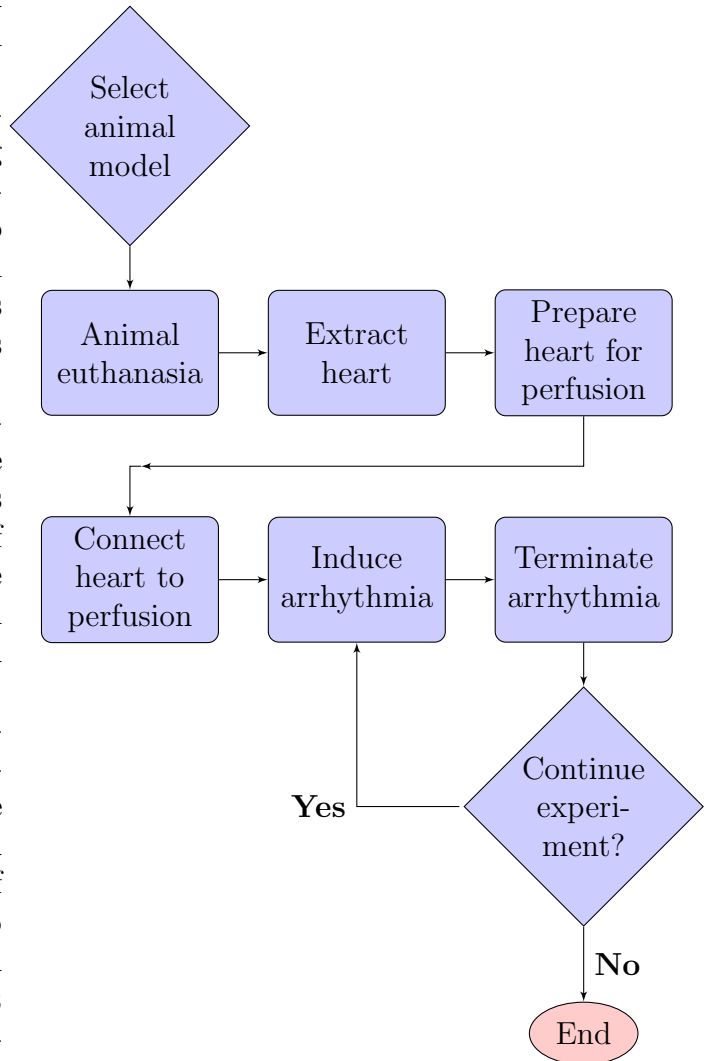 Select
animal
model
Animal
euthanasia
Extract
heart
Prepare
heart for
perfusion
Connect
heart to
perfusion
Induce
arrhythmia
Terminate
arrhythmia
Continue
experi-
ment?
Yes
No
End